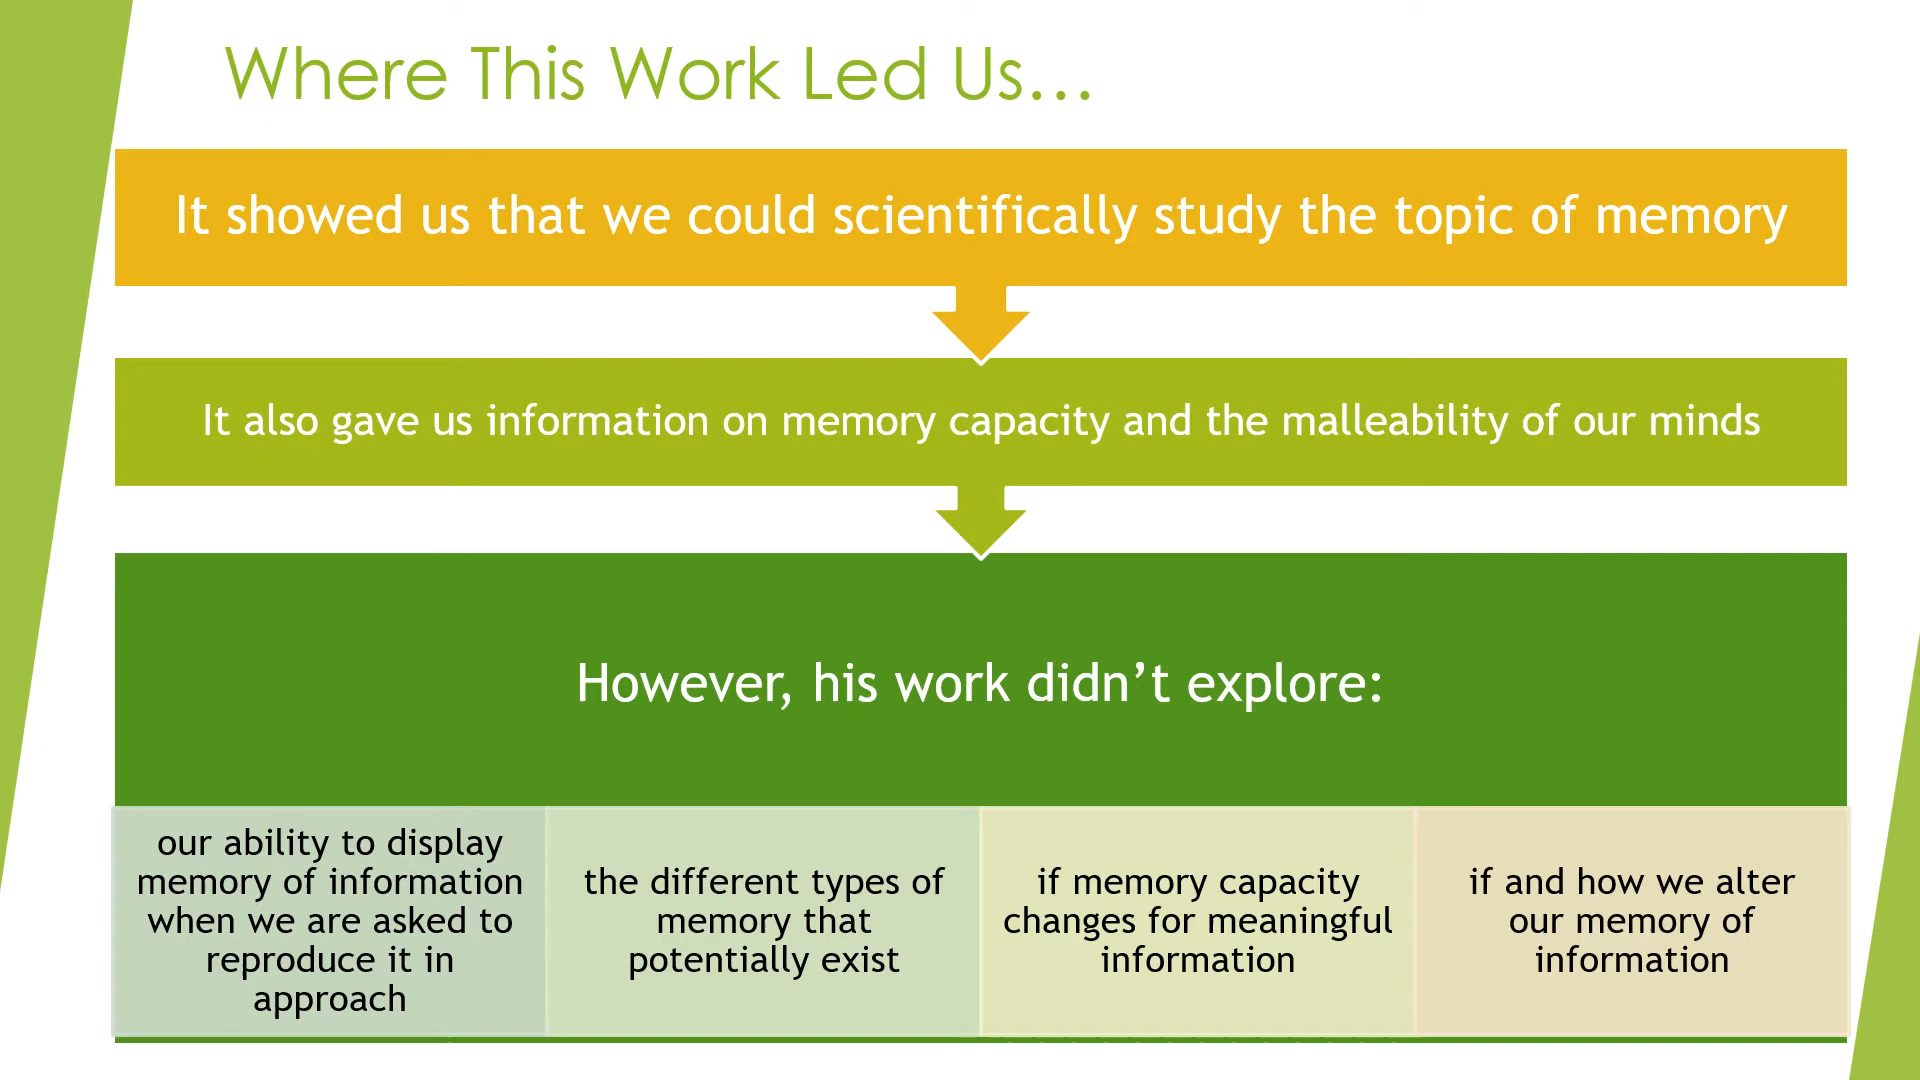 Where This Work Led Us…
It showed us that we could scientifically study the topic of memory
It also gave us information on memory capacity and the malleability of our minds
However, his work didn’t explore:
our ability to display
memory of information
when we are asked to
reproduce it in
approach
the different types of
memory that
potentially exist
if memory capacity
changes for meaningful
information
if and how we alter
our memory of
information